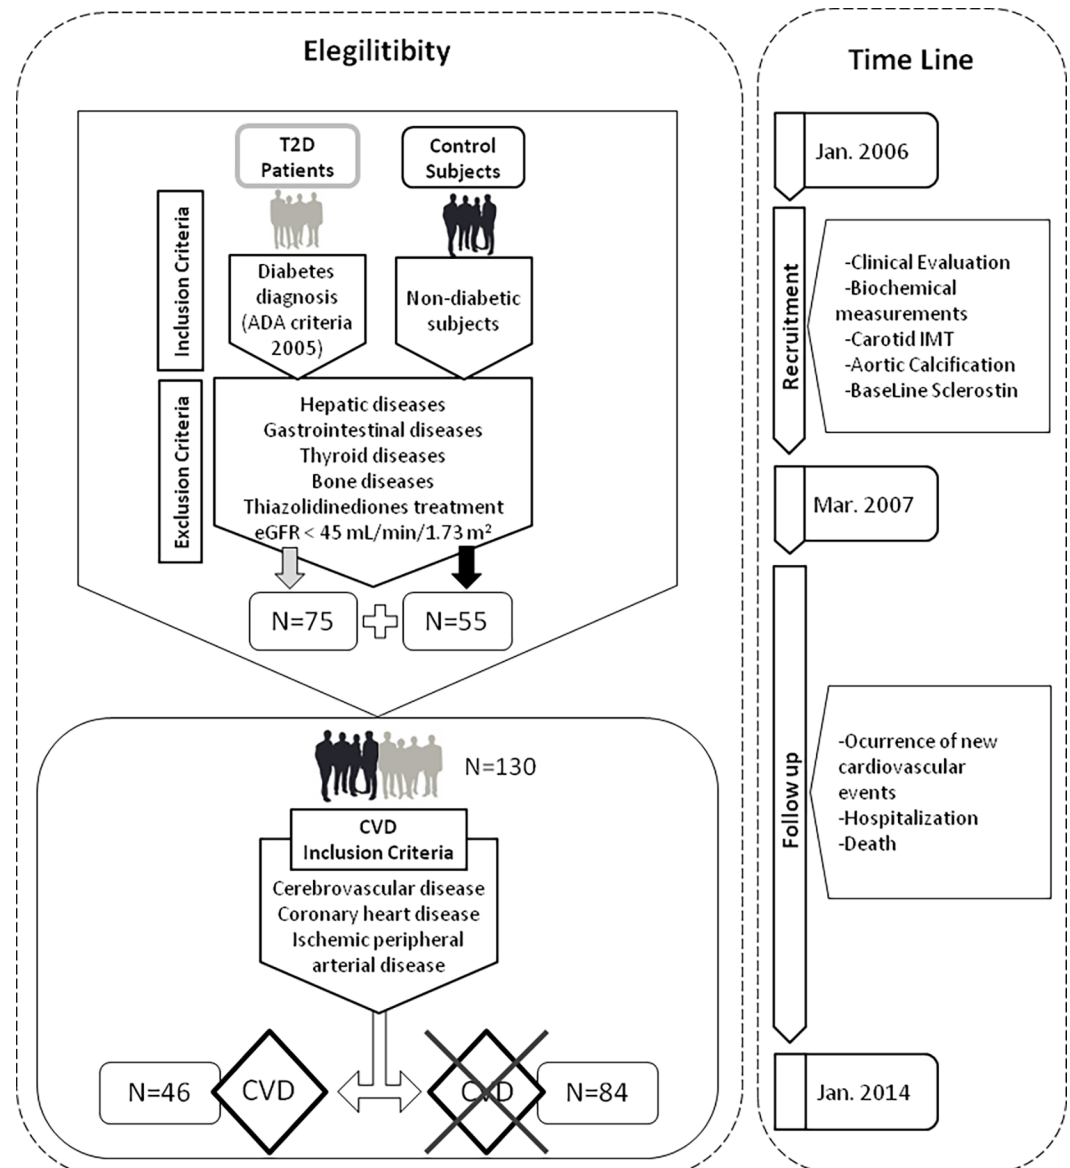 Elegilitibity
T2D
Patients
Control
Subjects
Inclusion Criteria
Diabetes
diagnosis
(ADA criteria
2005)
Non-diabetic
subjects
Exclusion Criteria
Hepatic diseases
Gastrointestinal diseases
Thyroid diseases
Bone diseases
Thiazolidinediones treatment
eGFR < 45 mL/min/1.73 m²
N=75
N=55
N=130
CVD
Inclusion Criteria
Cerebrovascular disease
Coronary heart disease
Ischemic peripheral
arterial disease
N=46
CVD
CVD
N=84
Time Line
Jan. 2006
Recruitment
-Clinical Evaluation
-Biochemical
measurements
-Carotid IMT
-Aortic Calcification
-BaseLine Sclerostin
Mar. 2007
Follow up
-Ocurrence of new
cardiovascular
events
-Hospitalization
-Death
Jan. 2014